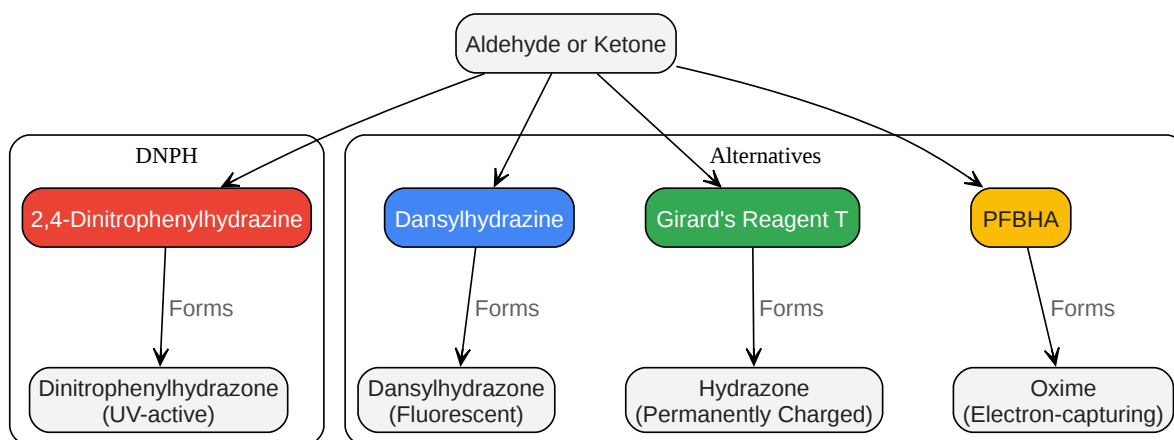 Aldehyde or Ketone
DNPH
Alternatives
2,4-Dinitrophenylhydrazine
Dansylhydrazine
Girard's Reagent T
PFBHA
Forms
Forms
Forms
Forms
Dinitrophenylhydrazone
(UV-active)
Dansylhydrazone
(Fluorescent)
Hydrazone
(Permanently Charged)
Oxime
(Electron-capturing)